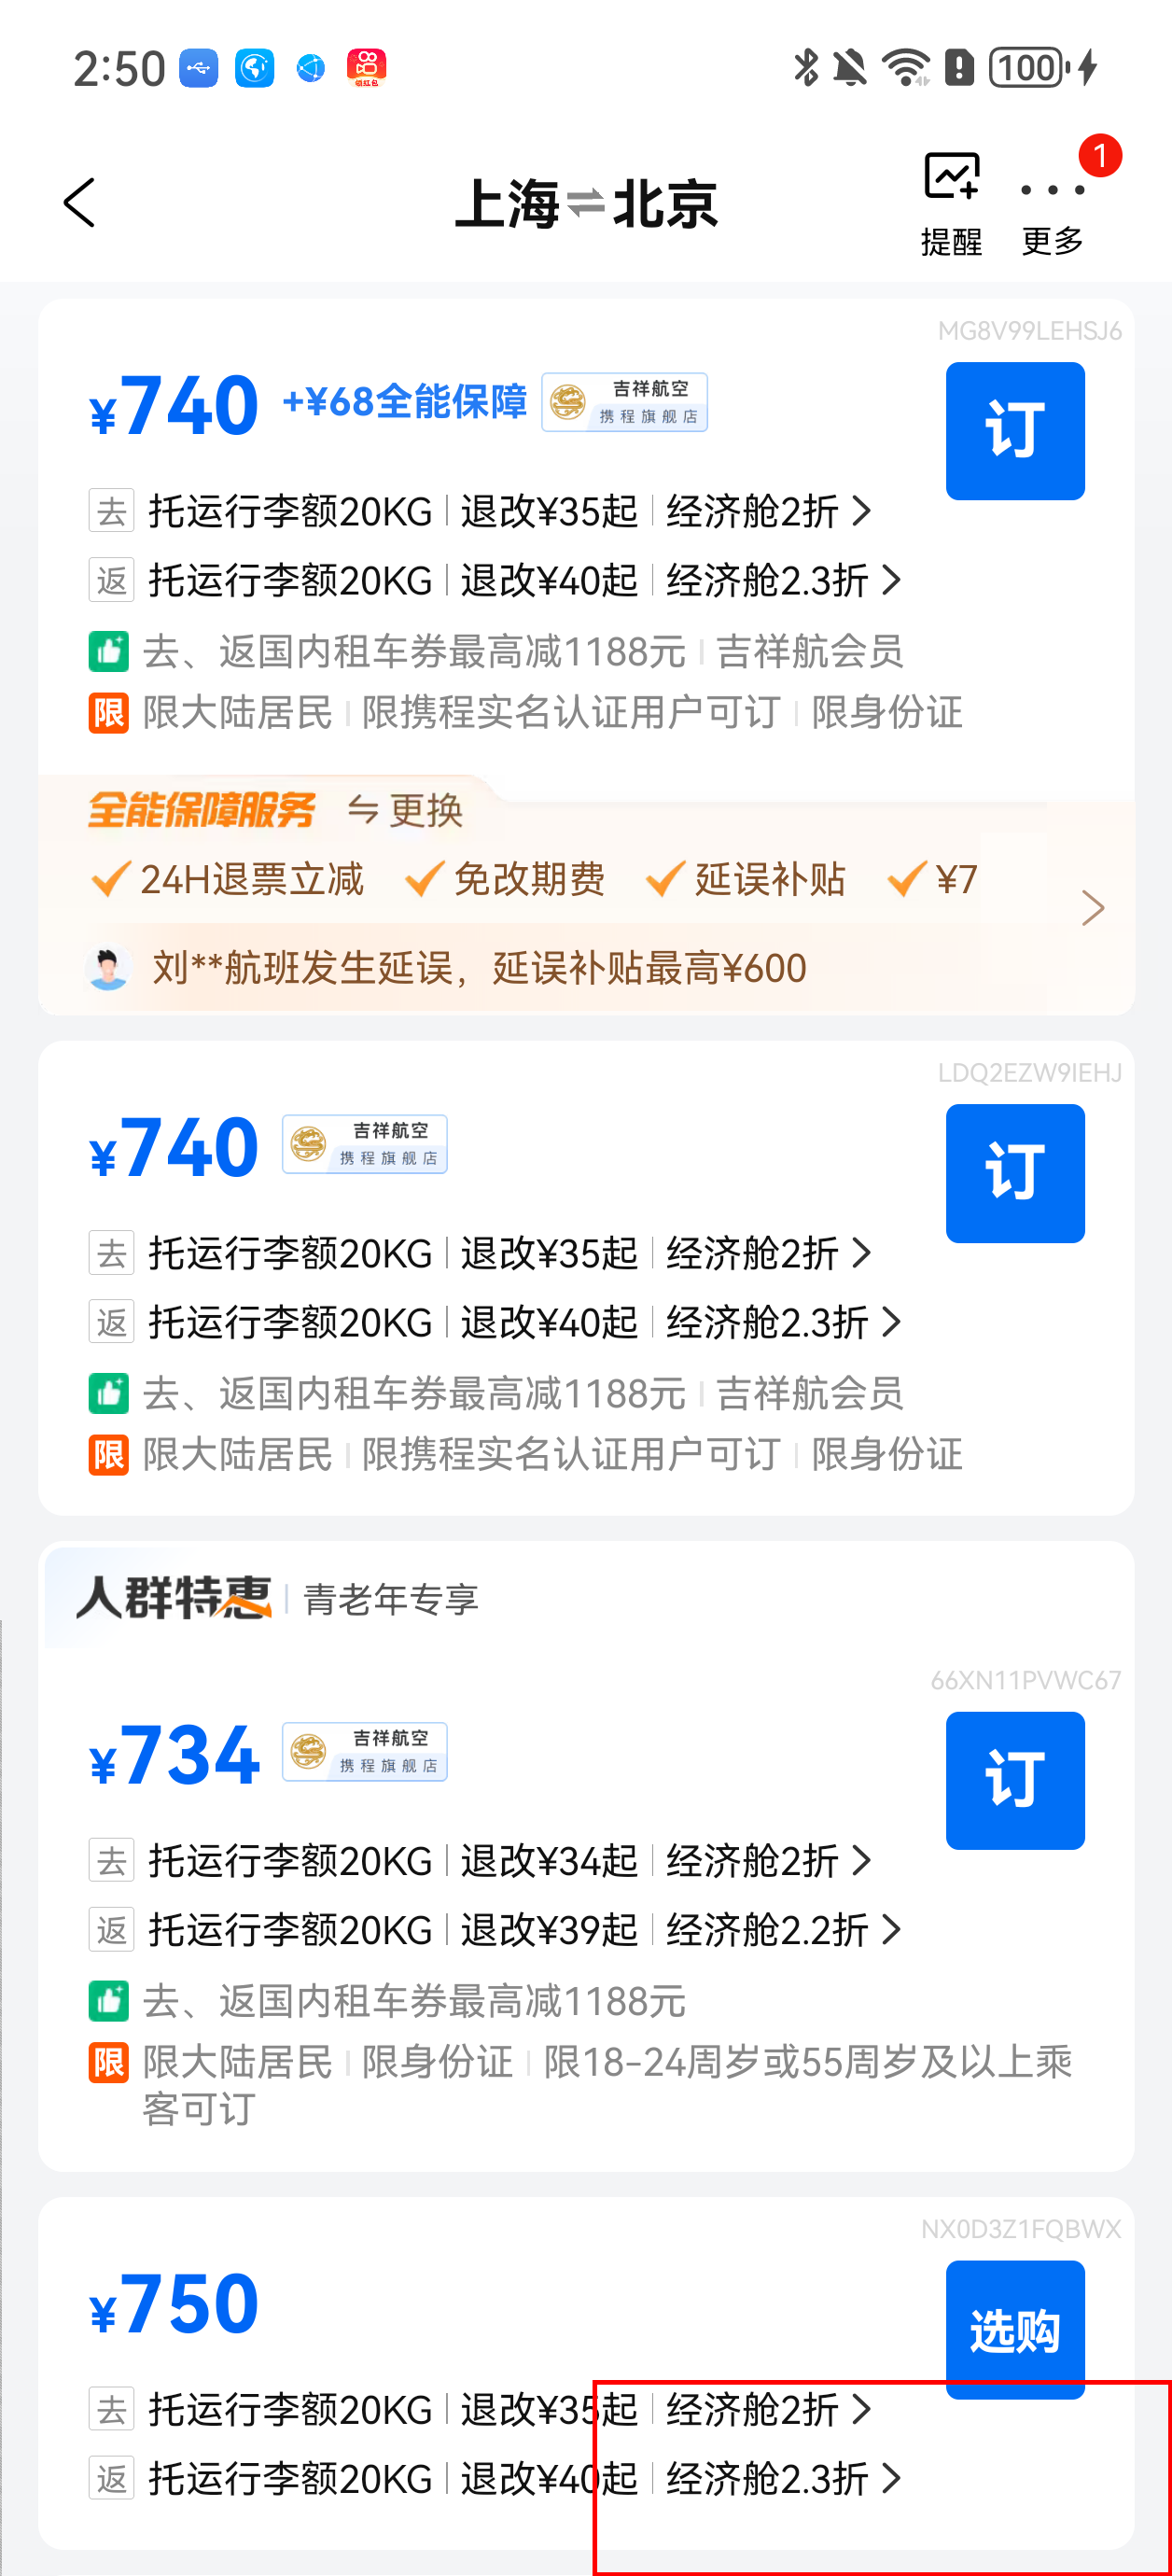 2:50
领红包
100
上海⇌北京
提醒
更多
1
MG8V99LEHSJ6
¥740 +¥68全能保障 吉祥航空 携程旗舰店
订
去 托运行李额20KG 退改¥35起 经济舱2折
返 托运行李额20KG 退改¥40起 经济舱2.3折
去、返国内租车券最高减1188元 吉祥航会员
限 限大陆居民 限携程实名认证用户可订 限身份证
全能保障服务 更换
24H退票立减 免改期费 延误补贴 ¥7
刘**航班发生延误，延误补贴最高¥600
LDQ2EZW9IEHJ
¥740 吉祥航空 携程旗舰店
订
去 托运行李额20KG 退改¥35起 经济舱2折
返 托运行李额20KG 退改¥40起 经济舱2.3折
去、返国内租车券最高减1188元 吉祥航会员
限 限大陆居民 限携程实名认证用户可订 限身份证
人群特惠 青老年专享
66XN11PVWC67
¥734 吉祥航空 携程旗舰店
订
去 托运行李额20KG 退改¥34起 经济舱2折
返 托运行李额20KG 退改¥39起 经济舱2.2折
去、返国内租车券最高减1188元
限 限大陆居民 限身份证 限18-24周岁或55周岁及以上乘
客可订
NX0D3Z1FQBWX
¥750
选购
去 托运行李额20KG 退改¥35起 经济舱2折
返 托运行李额20KG 退改¥40起 经济舱2.3折